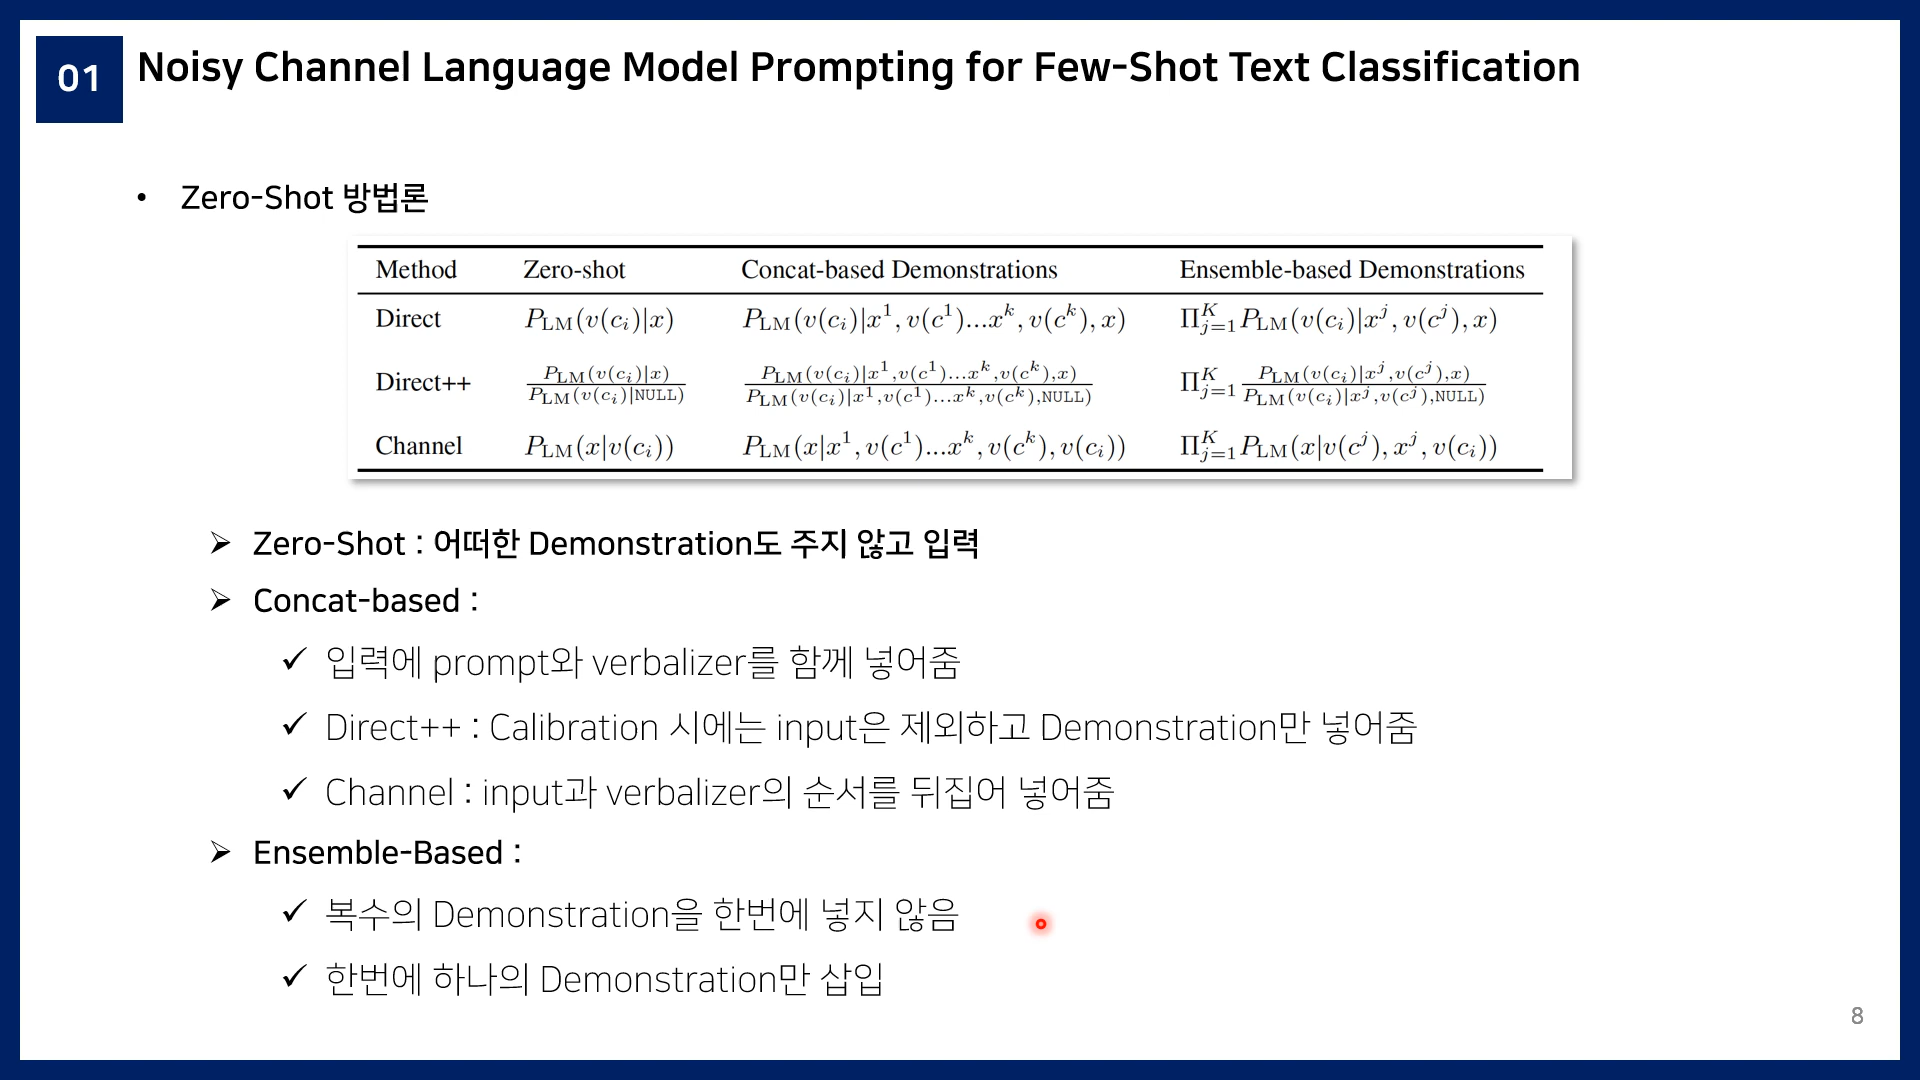 01
Noisy Channel Language Model Prompting for Few-Shot Text Classification
• Zero-Shot 방법론
Method Zero-shot Concat-based Demonstrations Ensemble-based Demonstrations
Direct P_LM(v(c_i)|x) P_LM(v(c_i)|x^1, v(c^1)...x^k, v(c^k), x) Π_{j=1}^K P_LM(v(c_i)|x^j, v(c^j), x)
Direct++ P_LM(v(c_i)|x) / P_LM(v(c_i)|NULL) P_LM(v(c_i)|x^1,v(c^1)...x^k,v(c^k),x) / P_LM(v(c_i)|x^1,v(c^1)...x^k,v(c^k),NULL) Π_{j=1}^K P_LM(v(c_i)|x^j,v(c^j),x) / P_LM(v(c_i)|x^j,v(c^j),NULL)
Channel P_LM(x|v(c_i)) P_LM(x|x^1, v(c^1)...x^k, v(c^k), v(c_i)) Π_{j=1}^K P_LM(x|v(c^j), x^j, v(c_i))
➢ Zero-Shot : 어떠한 Demonstration도 주지 않고 입력
➢ Concat-based :
✓ 입력에 prompt와 verbalizer를 함께 넣어줌
✓ Direct++ : Calibration 시에는 input은 제외하고 Demonstration만 넣어줌
✓ Channel : input과 verbalizer의 순서를 뒤집어 넣어줌
➢ Ensemble-Based :
✓ 복수의 Demonstration을 한번에 넣지 않음
✓ 한번에 하나의 Demonstration만 삽입
8